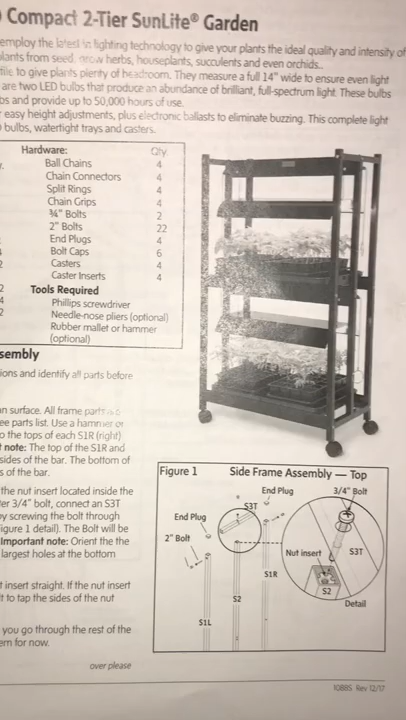 Compact 2-Tier SunLite® Garden
employ the latest in lighting technology to give your plants the ideal quality and intensity of
plants from seed, grow herbs, houseplants, succulents and even orchids..
tile to give plants plenty of headroom. They measure a full 14" wide to ensure even light
are two LED bulbs that produce an abundance of brilliant, full-spectrum light. These bulbs
bs and provide up to 50,000 hours of use.
easy height adjustments, plus electronic ballasts to eliminate buzzing. This complete light
bulbs, watertight trays and casters.
Hardware: Qty.
Ball Chains 4
Chain Connectors 4
Split Rings 4
Chain Grips 4
¾" Bolts 2
2" Bolts 22
End Plugs 4
Bolt Caps 6
Casters 4
Caster Inserts 4
Tools Required
Phillips screwdriver
Needle-nose pliers (optional)
Rubber mallet or hammer
(optional)
sembly
ions and identify all parts before
an surface. All frame parts
ee parts list. Use a hammer or
o the tops of each S1R (right)
t note: The top of the S1R and
sides of the bar. The bottom of
s of the bar.
the nut insert located inside the
er 3/4" bolt, connect an S3T
by screwing the bolt through
igure 1 detail). The Bolt will be
Important note: Orient the the
largest holes at the bottom
t insert straight. If the nut insert
t to tap the sides of the nut
you go through the rest of the
em for now.
over please
Figure 1 Side Frame Assembly — Top
End Plug
3/4" Bolt
S3T
End Plug
2" Bolt
Nut insert
S3T
S1R
S2
S2
Detail
S1L
10885 Rev 12/17